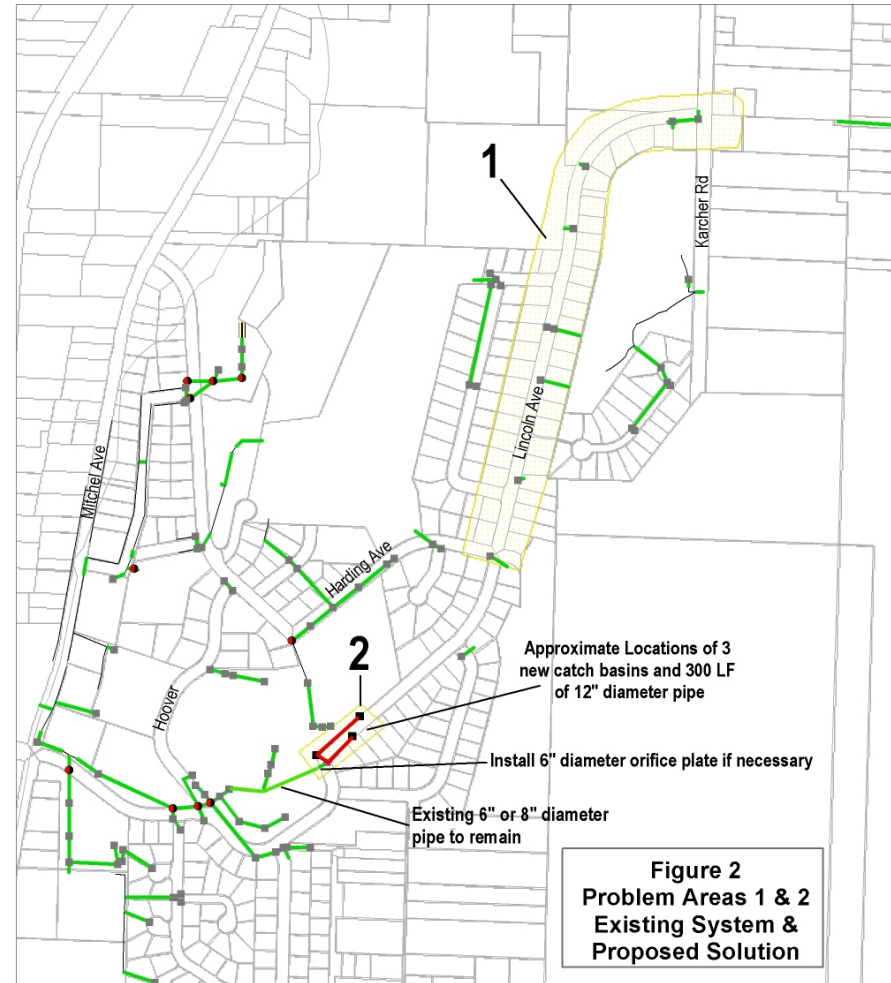 1
Karcher Rd
Lincoln Ave
Mitchel Ave
Harding Ave
Hoover
2
Approximate Locations of 3
new catch basins and 300 LF
of 12" diameter pipe
Install 6" diameter orifice plate if necessary
Existing 6" or 8" diameter
pipe to remain
Figure 2
Problem Areas 1 & 2
Existing System &
Proposed Solution